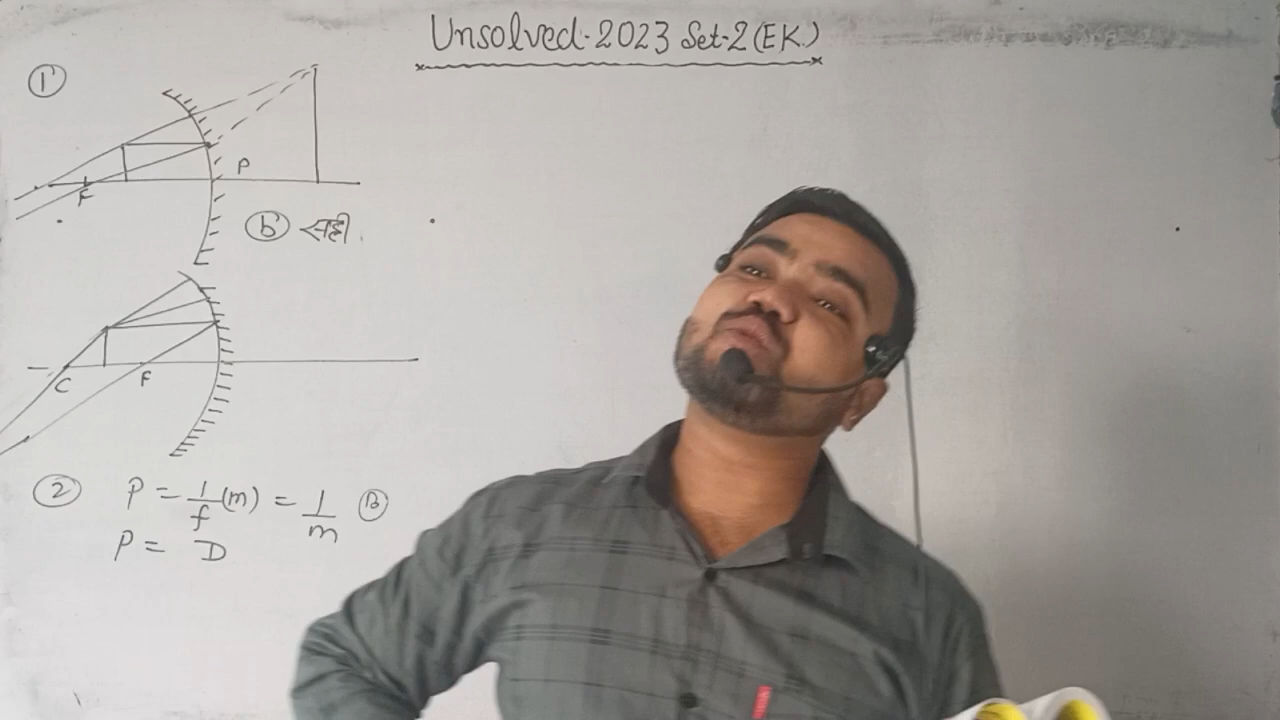 Unsolved-2023 Set-2(EK.)
①
P
F
ⓑ सही.
C F
② P = 1/f (m) = 1/m Ⓑ
P = D